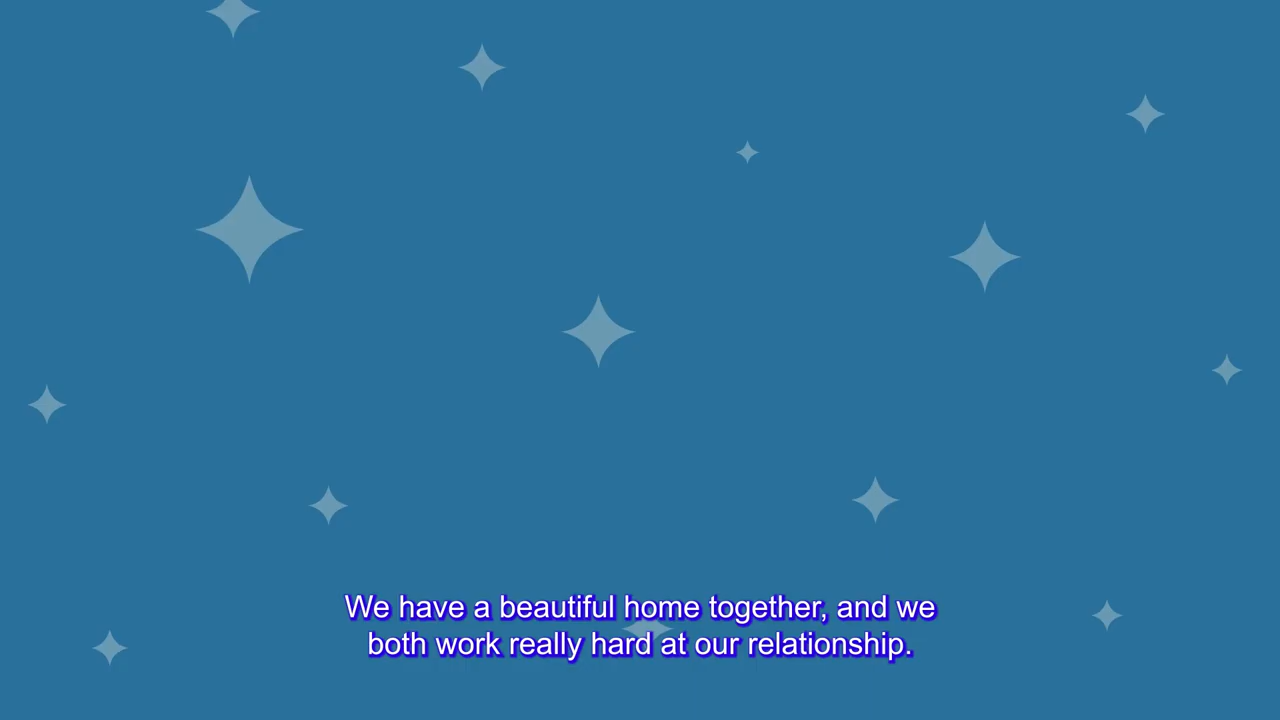 We have a beautiful home together, and we
both work really hard at our relationship.